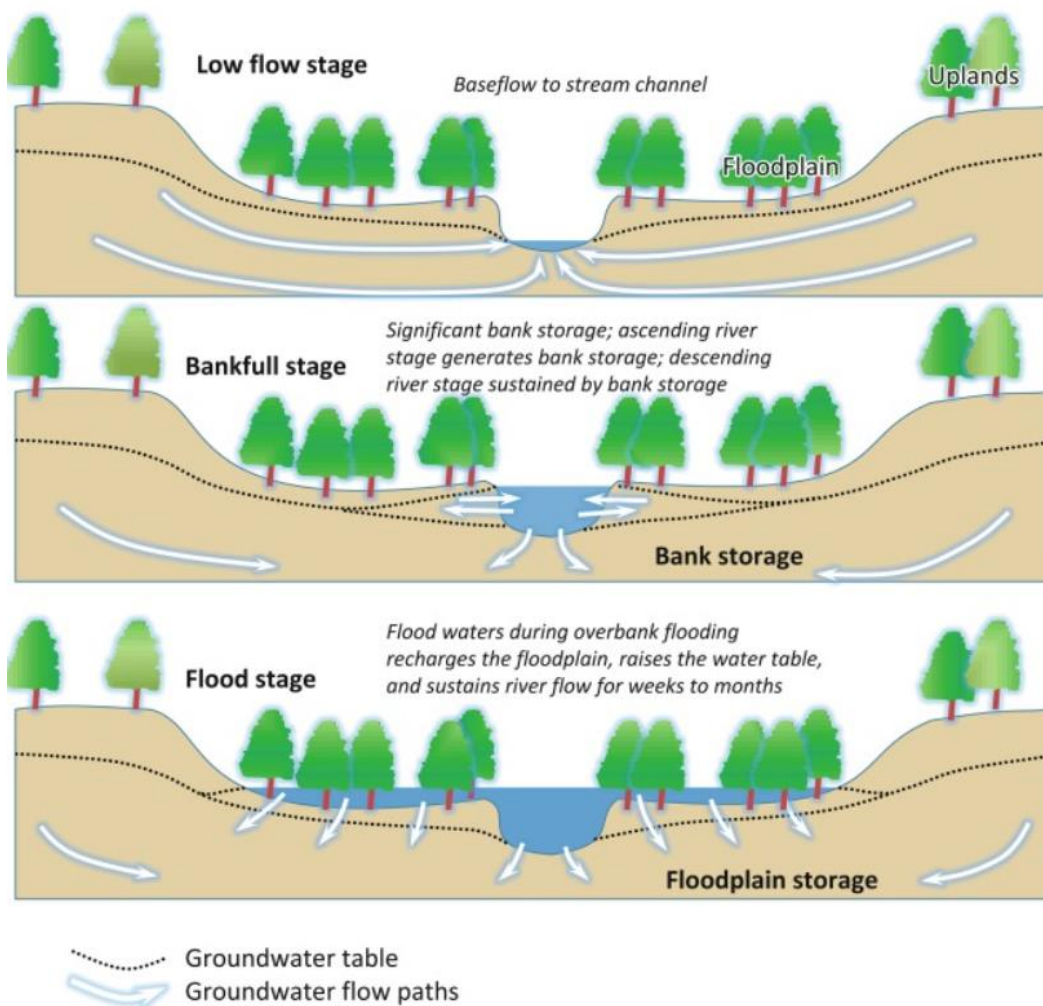 Low flow stage
Baseflow to stream channel
Uplands
Floodplain
Bankfull stage
Significant bank storage; ascending river
stage generates bank storage; descending
river stage sustained by bank storage
Bank storage
Flood stage
Flood waters during overbank flooding
recharges the floodplain, raises the water table,
and sustains river flow for weeks to months
Floodplain storage
Groundwater table
Groundwater flow paths